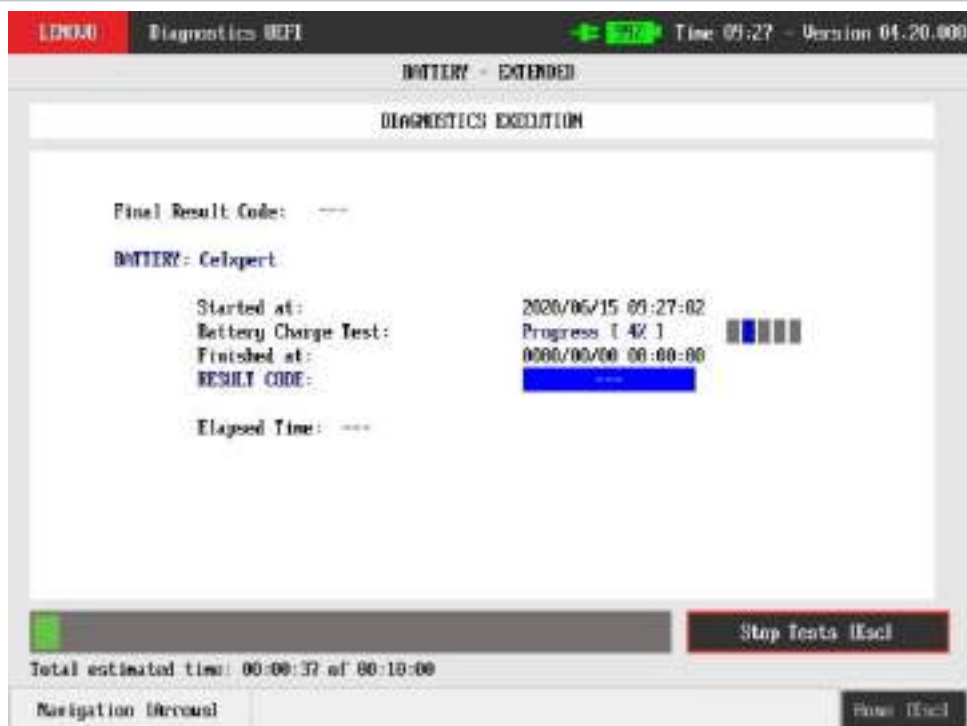 LENOVO Diagnostics UEFI Time 09:27 - Version 04.20.000
BATTERY - EXTENDED
DIAGNOSTICS EXECUTION
Final Result Code: ---
BATTERY: Celxpert
Started at: 2020/06/15 09:27:02
Battery Charge Test: Progress [ 4% ]
Finished at: 0000/00/00 00:00:00
RESULT CODE: ---
Elapsed Time: ---
Stop Tests [Esc]
Total estimated time: 00:00:37 of 00:10:00
Navigation [Arrows] Home [Esc]